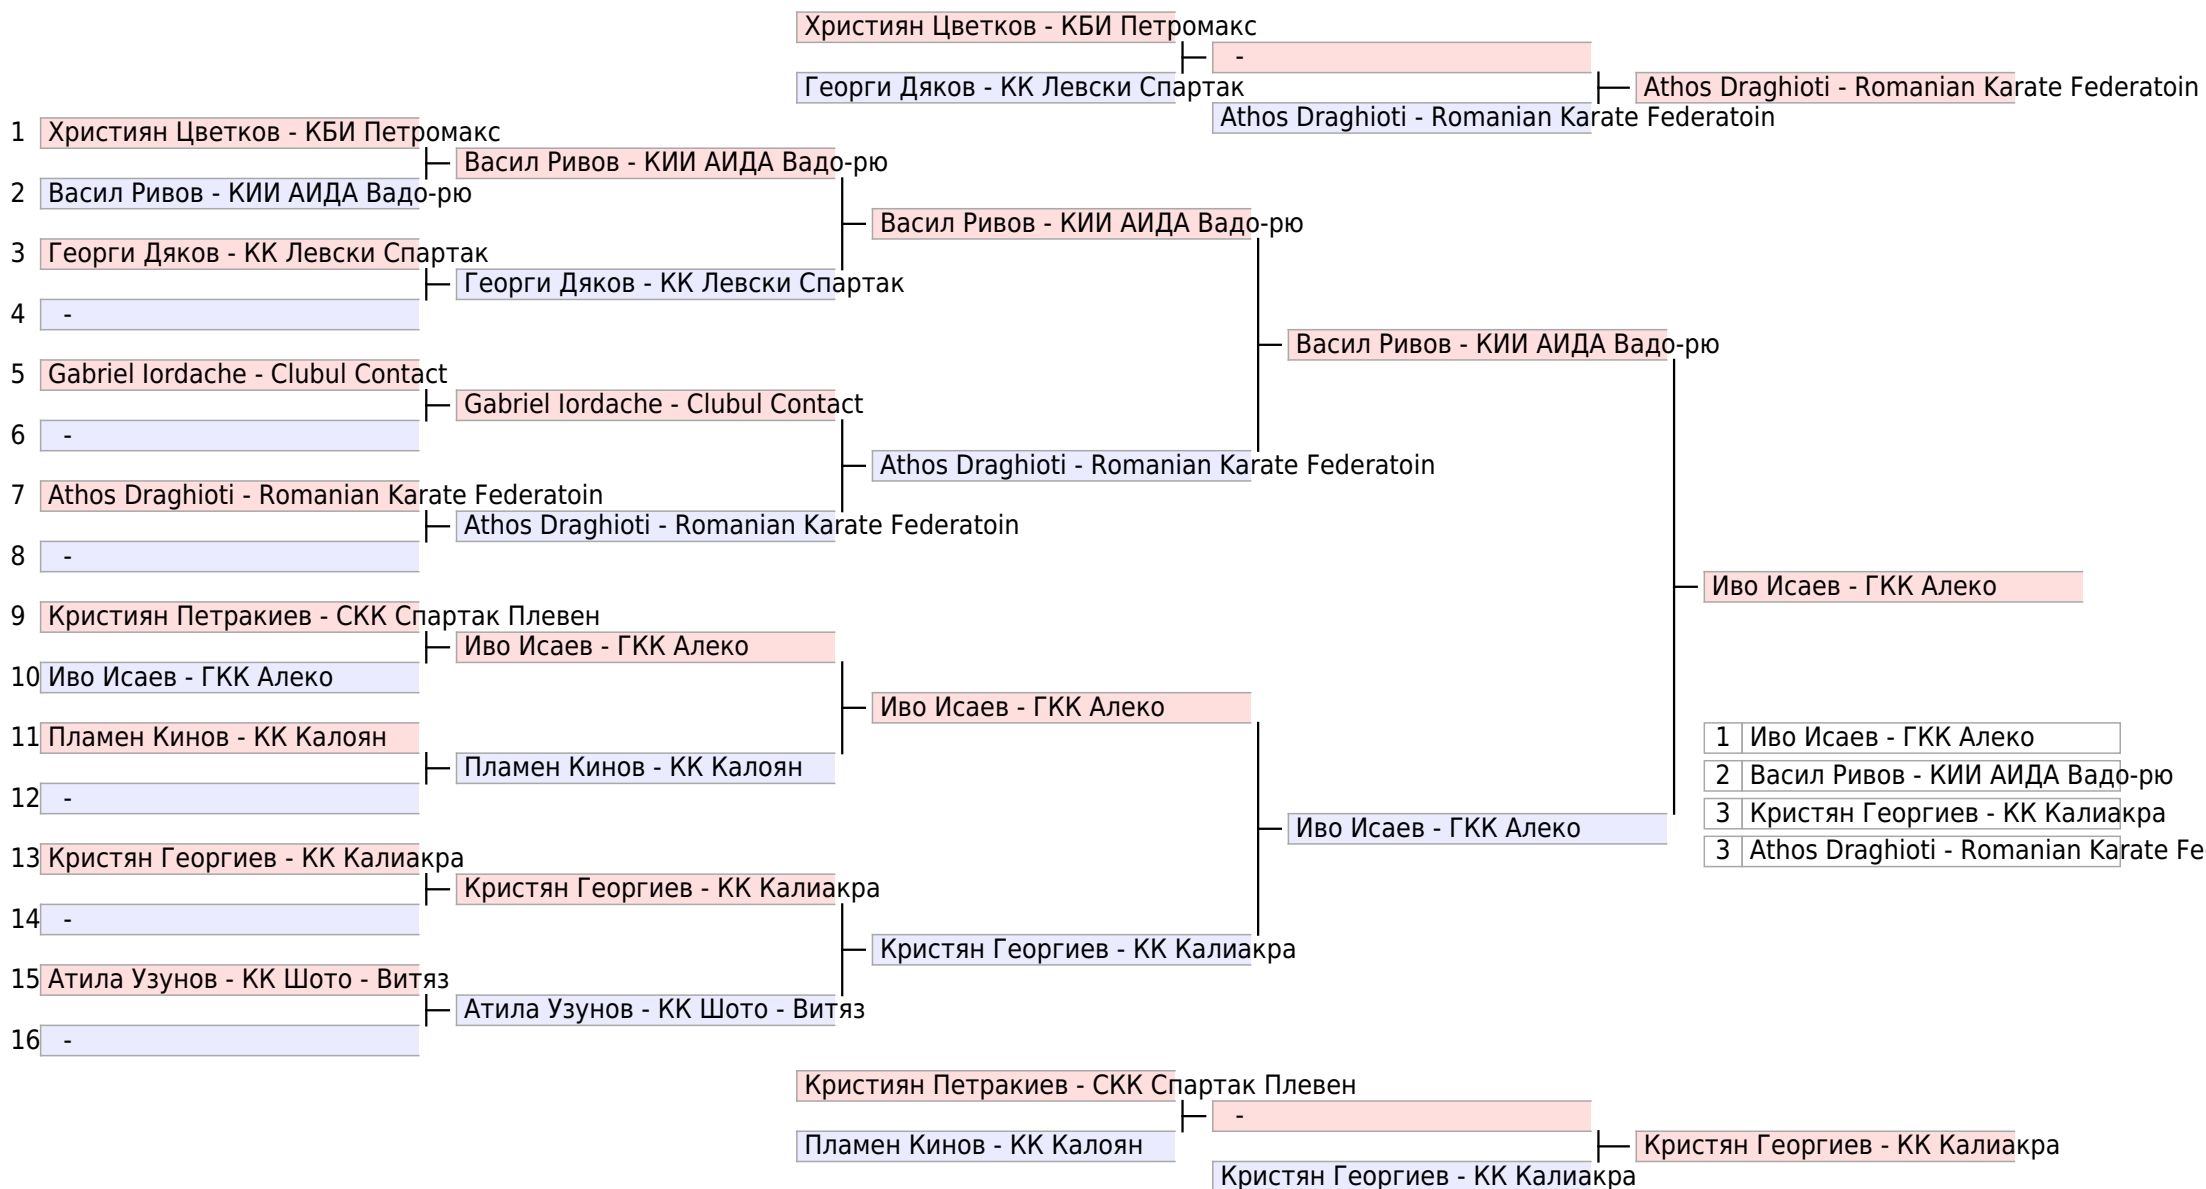 Християн Цветков - КБИ Петромакс
-
Георги Дяков - КК Левски Спартак
Athos Draghioti - Romanian Karate Federatoin
Athos Draghioti - Romanian Karate Federatoin
1 Християн Цветков - КБИ Петромакс
Васил Ривов - КИИ АИДА Вадо-рю
2 Васил Ривов - КИИ АИДА Вадо-рю
Васил Ривов - КИИ АИДА Вадо-рю
3 Георги Дяков - КК Левски Спартак
Георги Дяков - КК Левски Спартак
4 -
Васил Ривов - КИИ АИДА Вадо-рю
5 Gabriel Iordache - Clubul Contact
Gabriel Iordache - Clubul Contact
6 -
Athos Draghioti - Romanian Karate Federatoin
7 Athos Draghioti - Romanian Karate Federatoin
Athos Draghioti - Romanian Karate Federatoin
8 -
Иво Исаев - ГКК Алеко
9 Кристиян Петракиев - СКК Спартак Плевен
Иво Исаев - ГКК Алеко
10 Иво Исаев - ГКК Алеко
Иво Исаев - ГКК Алеко
11 Пламен Кинов - КК Калоян
1 Иво Исаев - ГКК Алеко
Пламен Кинов - КК Калоян
2 Васил Ривов - КИИ АИДА Вадо-рю
12 -
3 Кристян Георгиев - КК Калиакра
Иво Исаев - ГКК Алеко
3 Athos Draghioti - Romanian Karate Fe
13 Кристян Георгиев - КК Калиакра
Кристян Георгиев - КК Калиакра
14 -
Кристян Георгиев - КК Калиакра
15 Атила Узунов - КК Шото - Витяз
Атила Узунов - КК Шото - Витяз
16 -
Кристиян Петракиев - СКК Спартак Плевен
-
Пламен Кинов - КК Калоян
Кристян Георгиев - КК Калиакра
Кристян Георгиев - КК Калиакра